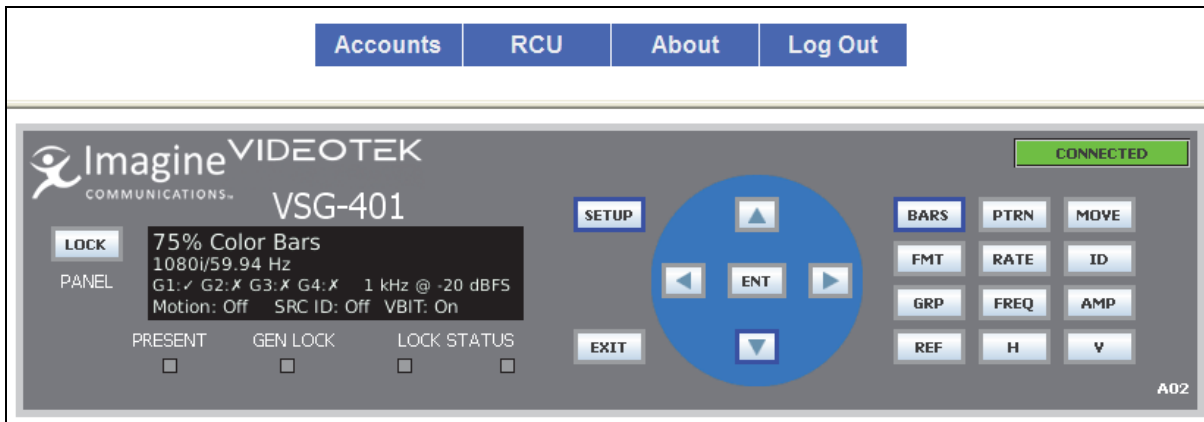 Accounts RCU About Log Out
Imagine VIDEOTEK
COMMUNICATIONS™
CONNECTED
VSG-401
SETUP
BARS PTRN MOVE
LOCK
PANEL
75% Color Bars
1080i/59.94 Hz
G1:✓ G2:✗ G3:✗ G4:✗ 1 kHz @ -20 dBFS
Motion: Off SRC ID: Off VBIT: On
FMT RATE ID
ENT
GRP FREQ AMP
PRESENT GEN LOCK LOCK STATUS
EXIT
REF H V
A02